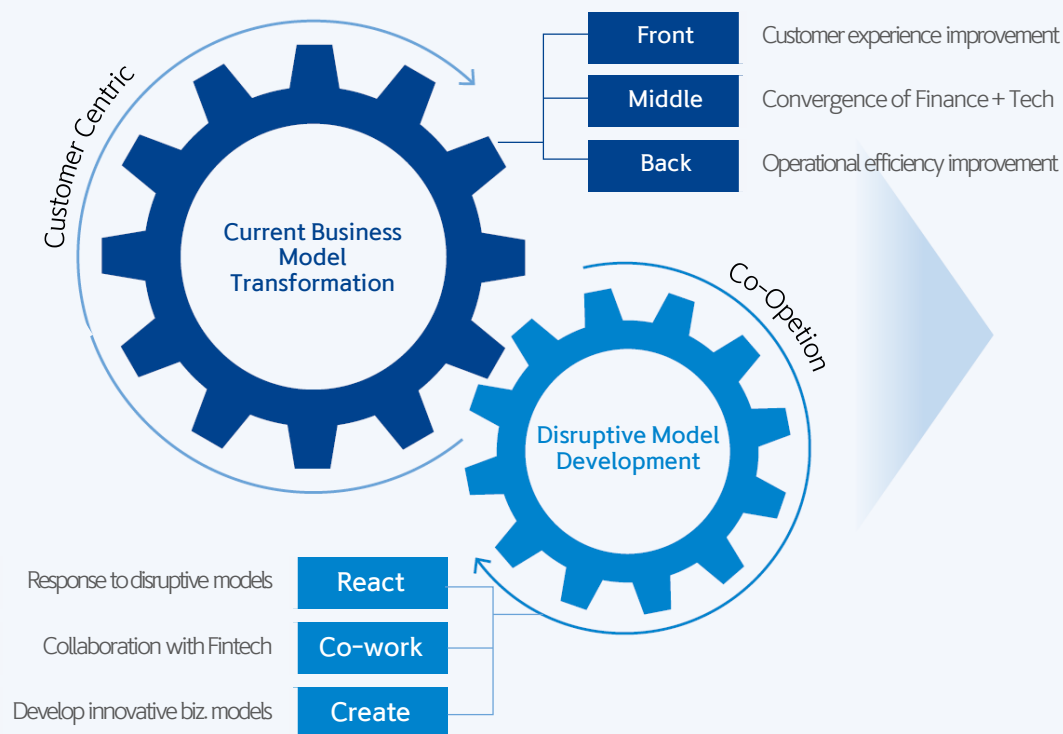 Customer Centric
Front
Customer experience improvement
Middle
Convergence of Finance + Tech
Back
Operational efficiency improvement
Current Business
Model
Transformation
Co-Opetion
Disruptive Model
Development
Response to disruptive models
React
Collaboration with Fintech
Co-work
Develop innovative biz. models
Create